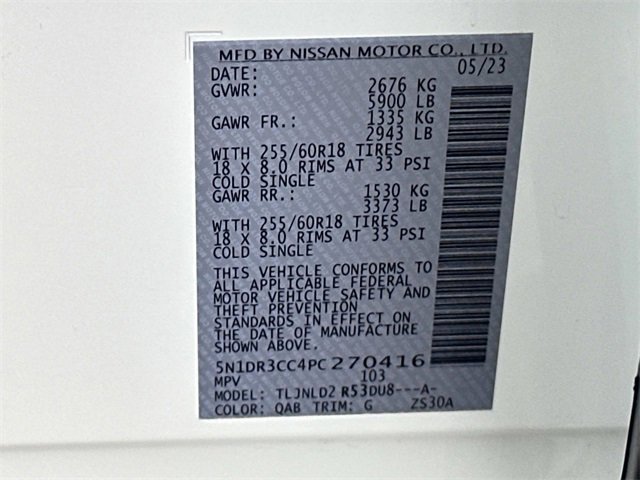 MFD BY NISSAN MOTOR CO., LTD.
DATE: 05/23
GVWR: 2676 KG
5900 LB
GAWR FR.: 1335 KG
2943 LB
WITH 255/60R18 TIRES
18 X 8.0 RIMS AT 33 PSI
COLD SINGLE
GAWR RR.: 1530 KG
3373 LB
WITH 255/60R18 TIRES
18 X 8.0 RIMS AT 33 PSI
COLD SINGLE
THIS VEHICLE CONFORMS TO
ALL APPLICABLE FEDERAL
MOTOR VEHICLE SAFETY AND
THEFT PREVENTION
STANDARDS IN EFFECT ON
THE DATE OF MANUFACTURE
SHOWN ABOVE.
5N1DR3CC4PC270416
MPV 103
MODEL: TLJNLD2 R53DU8---A-
COLOR: QAB TRIM: G ZS30A